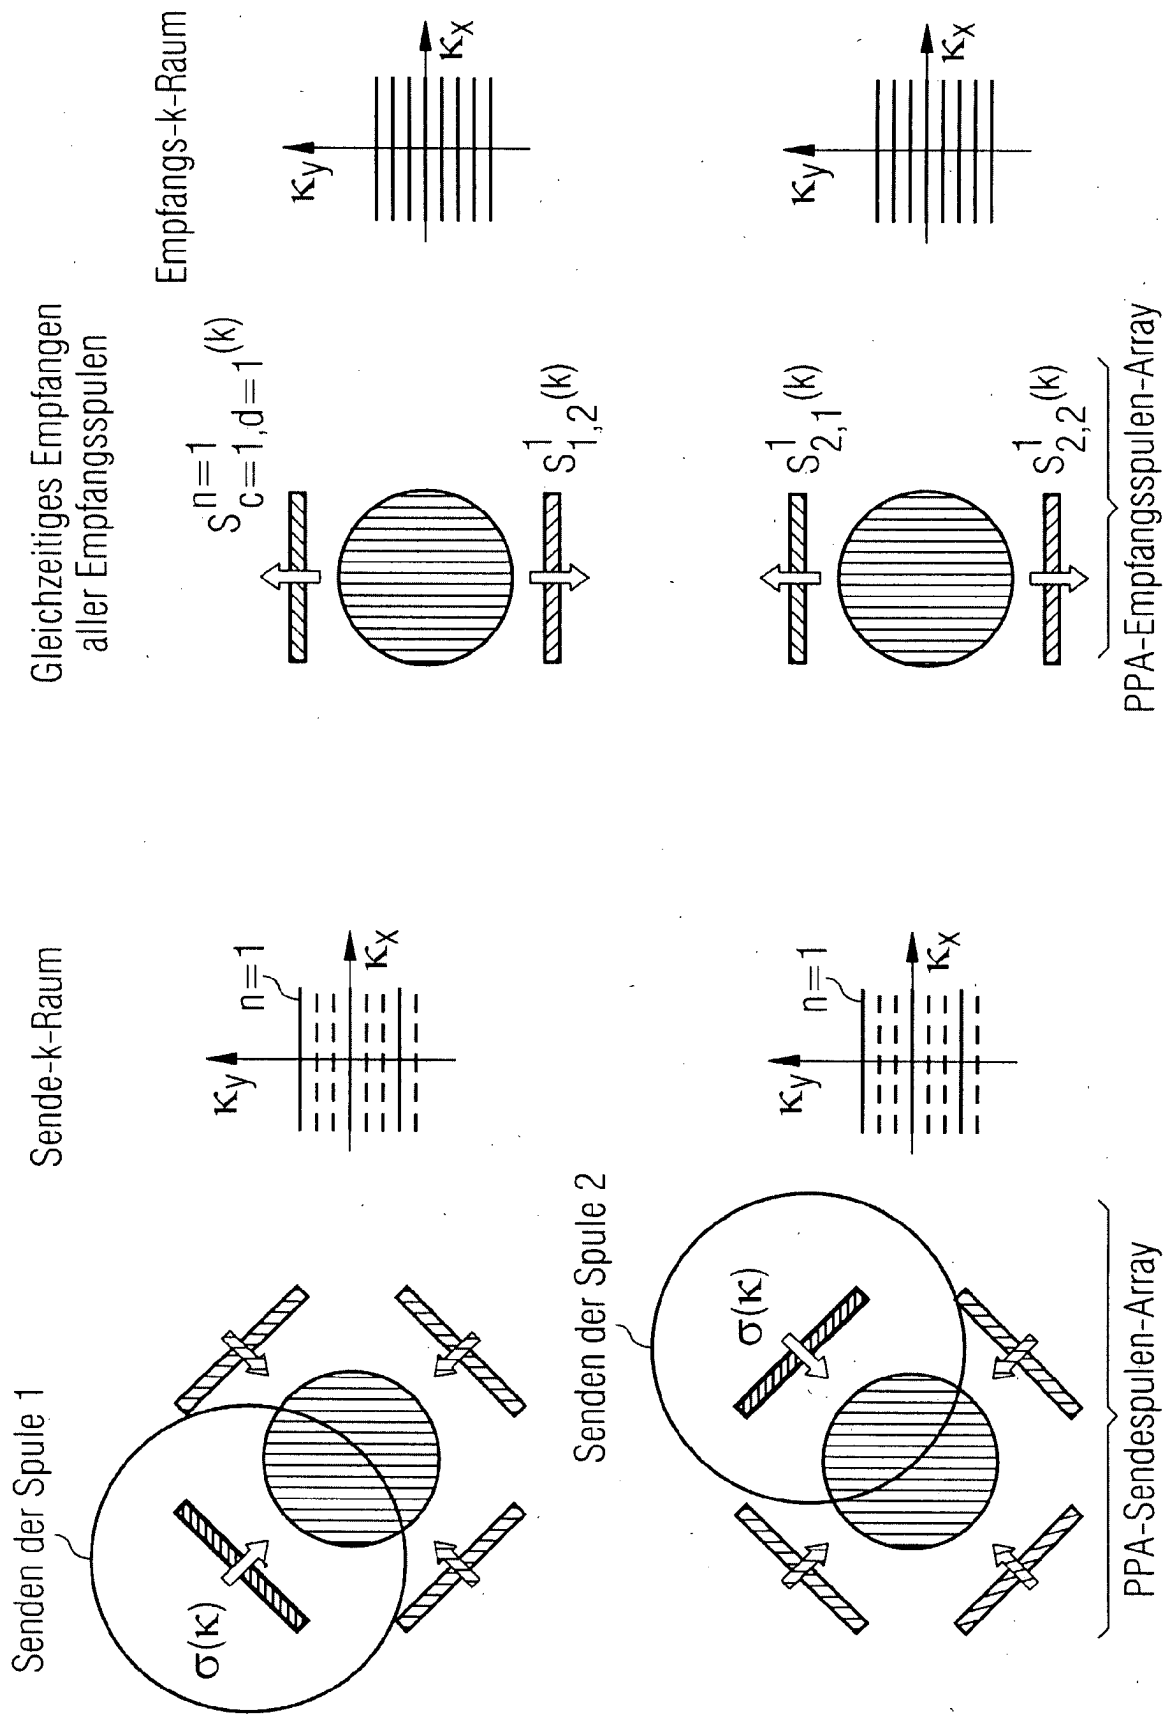 Senden der Spule 1
σ(κ)
Sende-k-Raum
κy
n=1
κx
Gleichzeitiges Empfangen
aller Empfangsspulen
S^{n=1}_{c=1,d=1}(k)
S^1_{1,2}(k)
Empfangs-k-Raum
κy
κx
Senden der Spule 2
σ(κ)
κy
n=1
κx
S^1_{2,1}(k)
S^1_{2,2}(k)
κy
κx
PPA-Sendespulen-Array
PPA-Empfangsspulen-Array